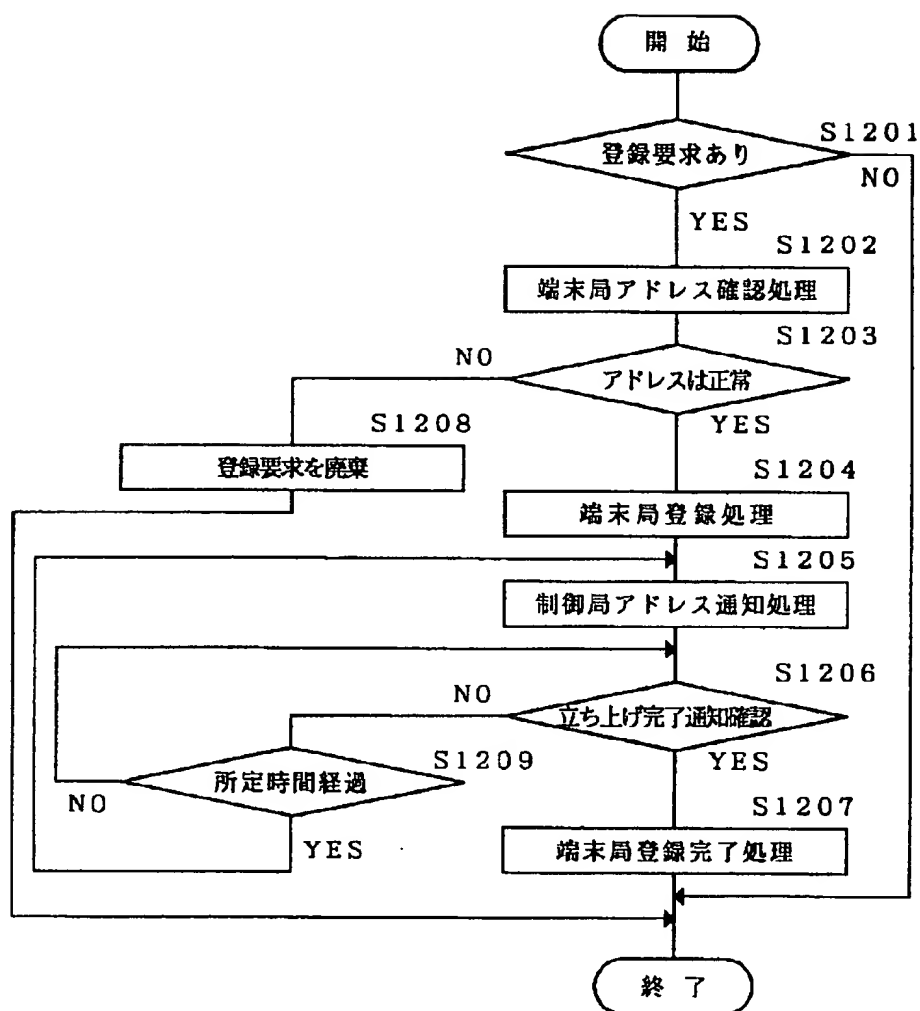 開始
S1201
登録要求あり
NO
YES
S1202
端末局アドレス確認処理
S1203
NO
アドレスは正常
YES
S1208
登録要求を廃棄
S1204
端末局登録処理
S1205
制御局アドレス通知処理
S1206
NO
立ち上げ完了通知確認
YES
S1209
所定時間経過
NO
YES
S1207
端末局登録完了処理
終了